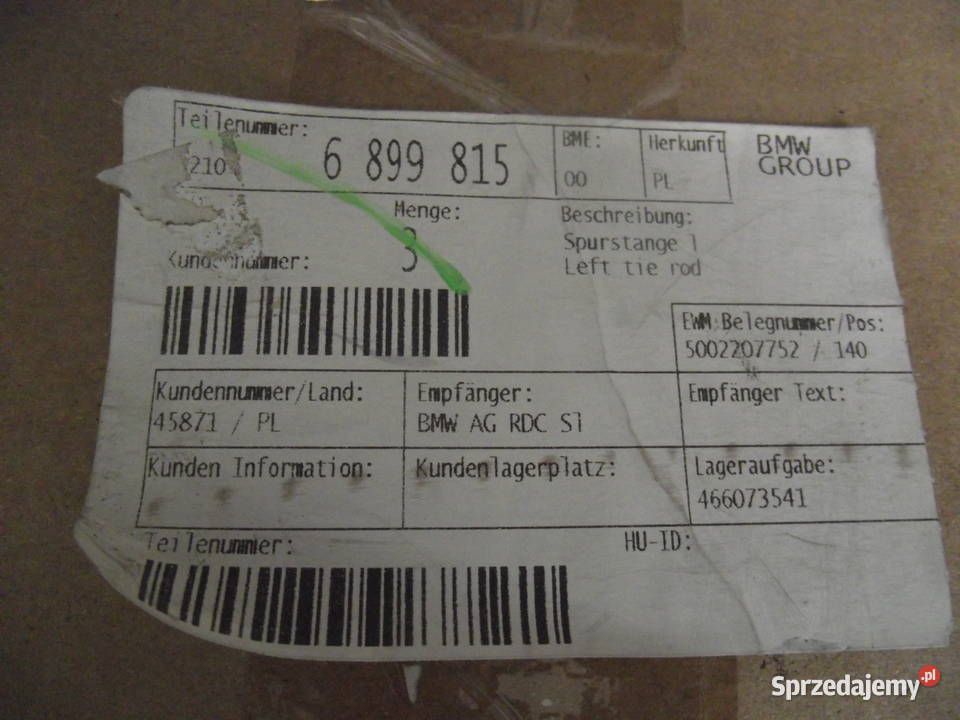 Teilenummer:
210
6 899 815
BME:
00
Herkunft
PL
BMW
GROUP
Menge:
3
Beschreibung:
Spurstange l
Left tie rod
Kundennummer:
EWM Belegnummer/Pos:
5002207752 / 140
Kundennummer/Land:
45871 / PL
Empfänger:
BMW AG RDC S1
Empfänger Text:
Kunden Information:
Kundenlagerplatz:
Lageraufgabe:
466073541
Teilenummer:
HU-ID:
Sprzedajemy.pl